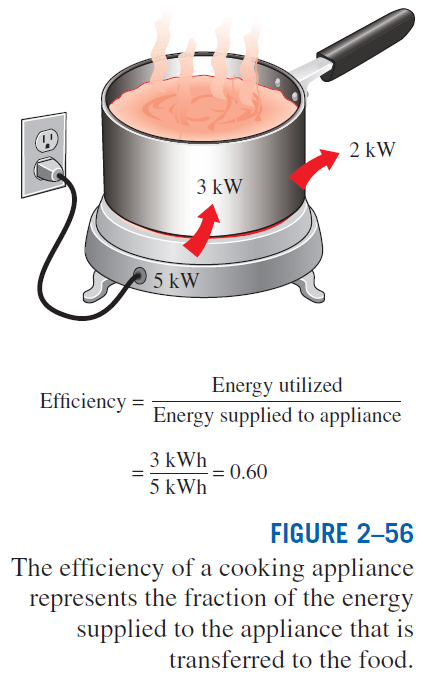 2 kW
3 kW
5 kW
Efficiency = Energy utilized / Energy supplied to appliance
= 3 kWh / 5 kWh = 0.60
FIGURE 2–56
The efficiency of a cooking appliance
represents the fraction of the energy
supplied to the appliance that is
transferred to the food.